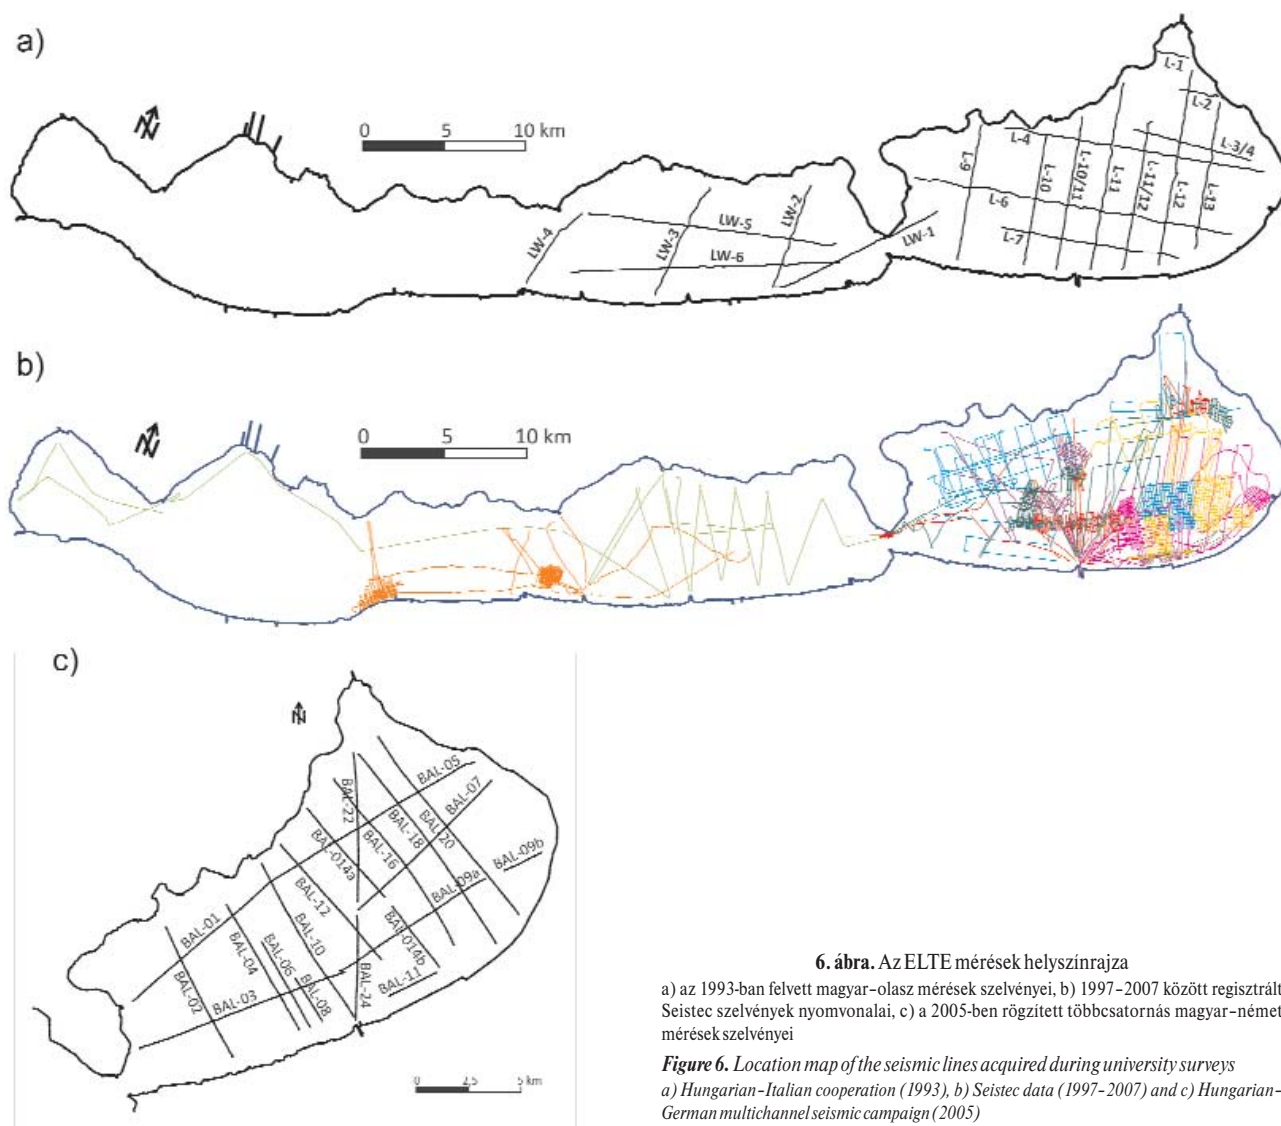 a)
N
0 5 10 km
L-1
L-2
L-3/4
L-4
L-9
L-10
L-10/11
L-11
L-11/12
L-12
L-13
L-6
L-7
LW-1
LW-2
LW-3
LW-4
LW-5
LW-6
b)
N
0 5 10 km
c)
N
BAL-05
BAL-07
BAL-22
BAL-20
BAL-18
BAL-16
BAL-014a
BAL-09b
BAL-09a
BAL-12
BAL-01
BAL-10
BAL-014b
BAL-04
BAL-06
BAL-11
BAL-02
BAL-03
BAL-08
BAL-24
0 2,5 5 km
6. ábra. Az ELTE mérések helyszínrajza
a) az 1993-ban felvett magyar–olasz mérések szelvényei, b) 1997–2007 között regisztrált
Seistec szelvények nyomvonalai, c) a 2005-ben rögzített többcsatornás magyar–német
mérések szelvényei
Figure 6. Location map of the seismic lines acquired during university surveys
a) Hungarian–Italian cooperation (1993), b) Seistec data (1997–2007) and c) Hungarian–
German multichannel seismic campaign (2005)